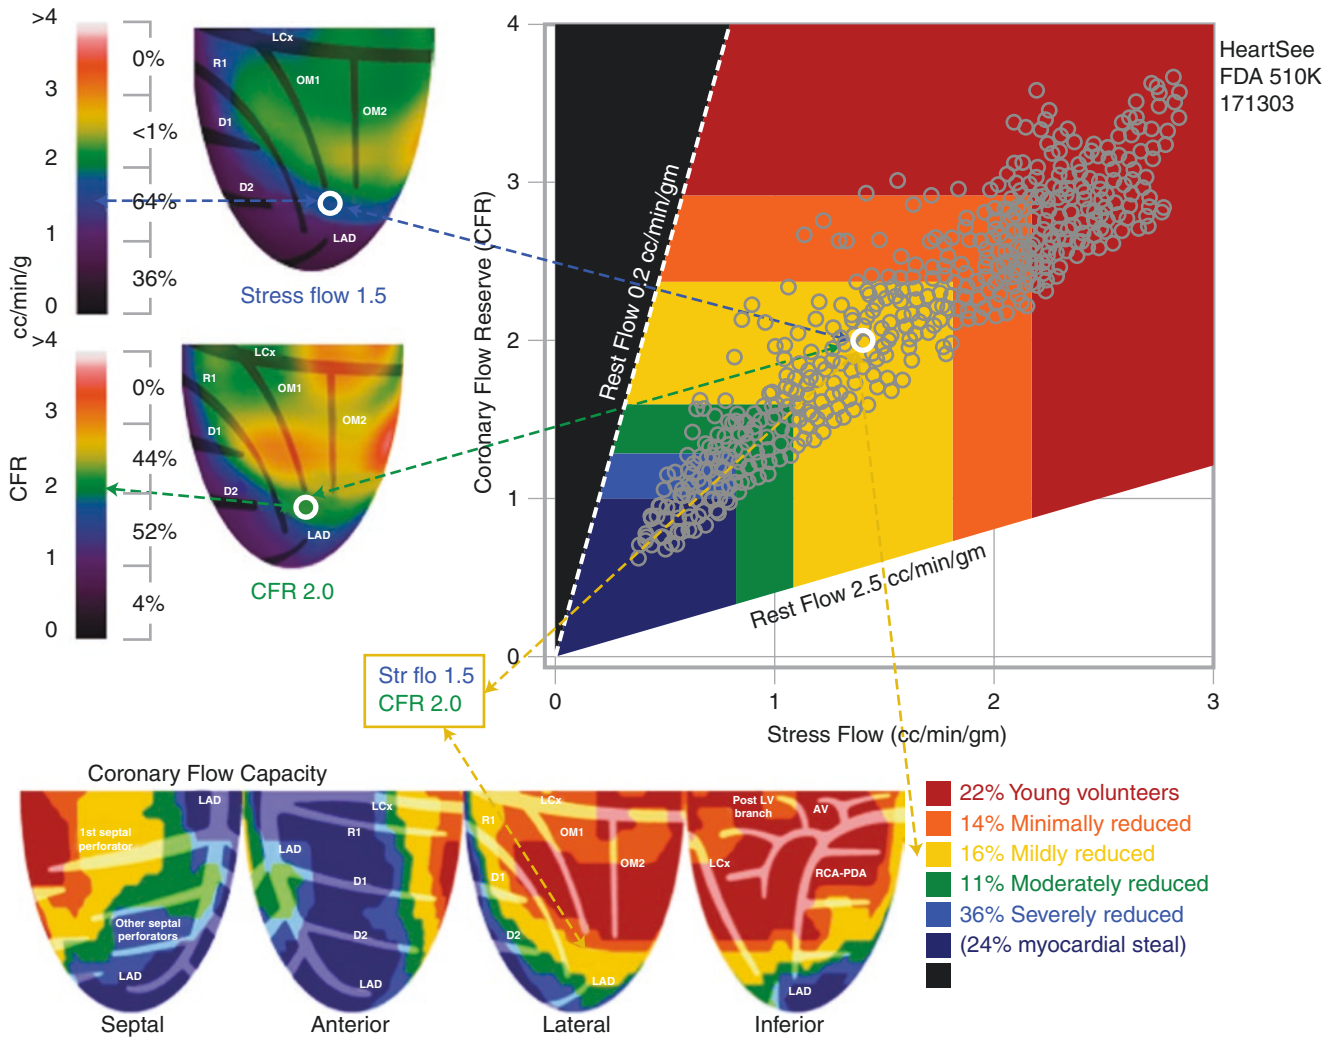 >4
3
2
1
0
cc/min/g
0%
<1%
64%
36%
LCx
R1
OM1
D1
OM2
D2
LAD
Stress flow 1.5
>4
3
2
1
0
CFR
0%
44%
52%
4%
LCx
R1
OM1
D1
OM2
D2
LAD
CFR 2.0
4
3
2
1
0
Coronary Flow Reserve (CFR)
Rest Flow 0.2 cc/min/gm
Rest Flow 2.5 cc/min/gm
0
1
2
3
Stress Flow (cc/min/gm)
HeartSee
FDA 510K
171303
Str flo 1.5
CFR 2.0
Coronary Flow Capacity
LAD
1st septal
perforator
Other septal
perforators
LAD
Septal
LCx
R1
LAD
D1
D2
LAD
Anterior
LCx
R1
OM1
OM2
D1
D2
LAD
Lateral
Post LV
branch
AV
LCx
RCA-PDA
LAD
Inferior
22% Young volunteers
14% Minimally reduced
16% Mildly reduced
11% Moderately reduced
36% Severely reduced
(24% myocardial steal)